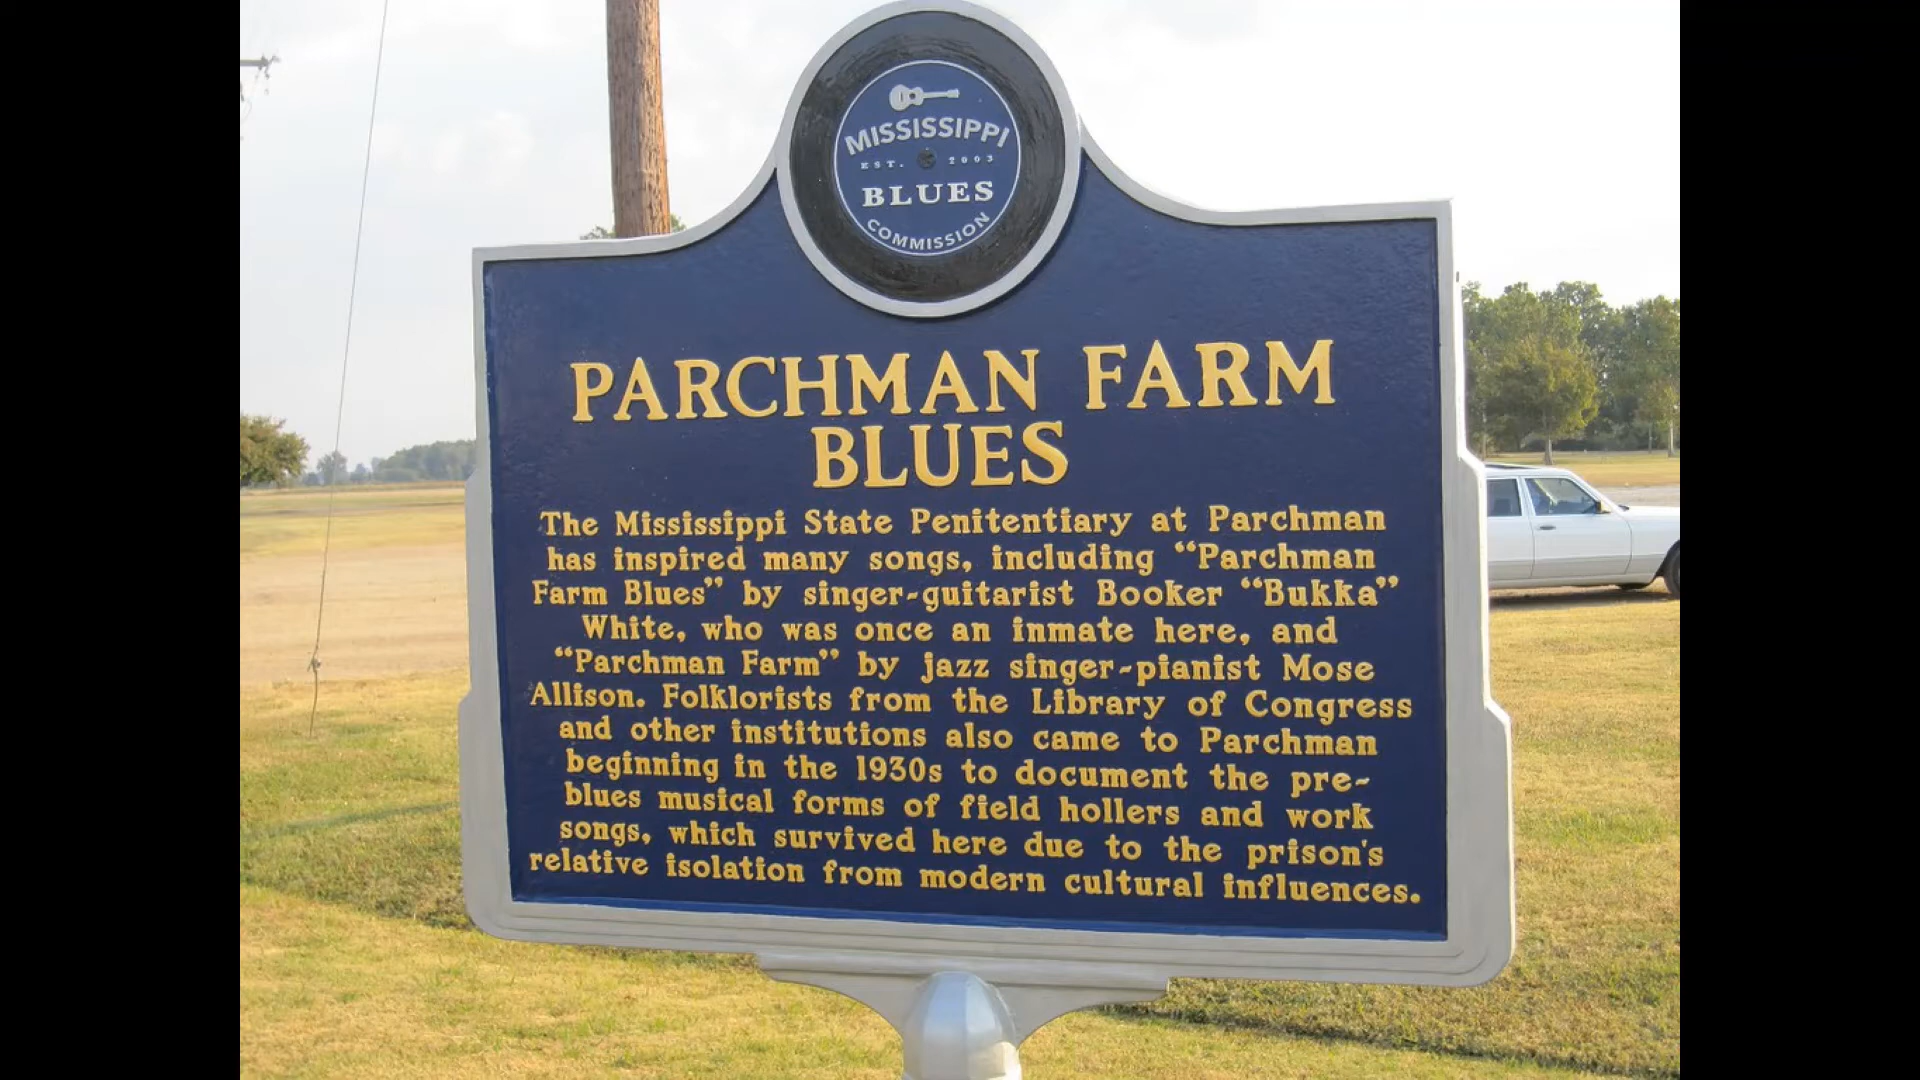 MISSISSIPPI
EST. 2003
BLUES
COMMISSION
PARCHMAN FARM
BLUES
The Mississippi State Penitentiary at Parchman
has inspired many songs, including “Parchman
Farm Blues” by singer-guitarist Booker “Bukka”
White, who was once an inmate here, and
“Parchman Farm” by jazz singer-pianist Mose
Allison. Folklorists from the Library of Congress
and other institutions also came to Parchman
beginning in the 1930s to document the pre-
blues musical forms of field hollers and work
songs, which survived here due to the prison's
relative isolation from modern cultural influences.